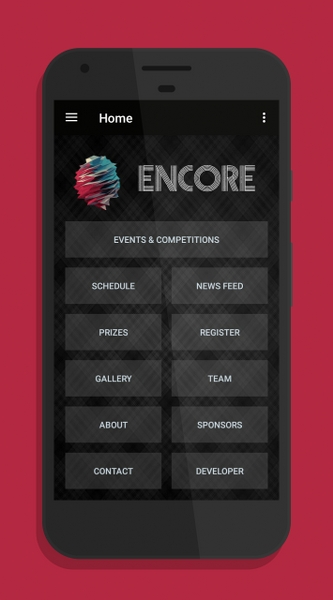 Home
ENCORE
EVENTS & COMPETITIONS
SCHEDULE
NEWS FEED
PRIZES
REGISTER
GALLERY
TEAM
ABOUT
SPONSORS
CONTACT
DEVELOPER